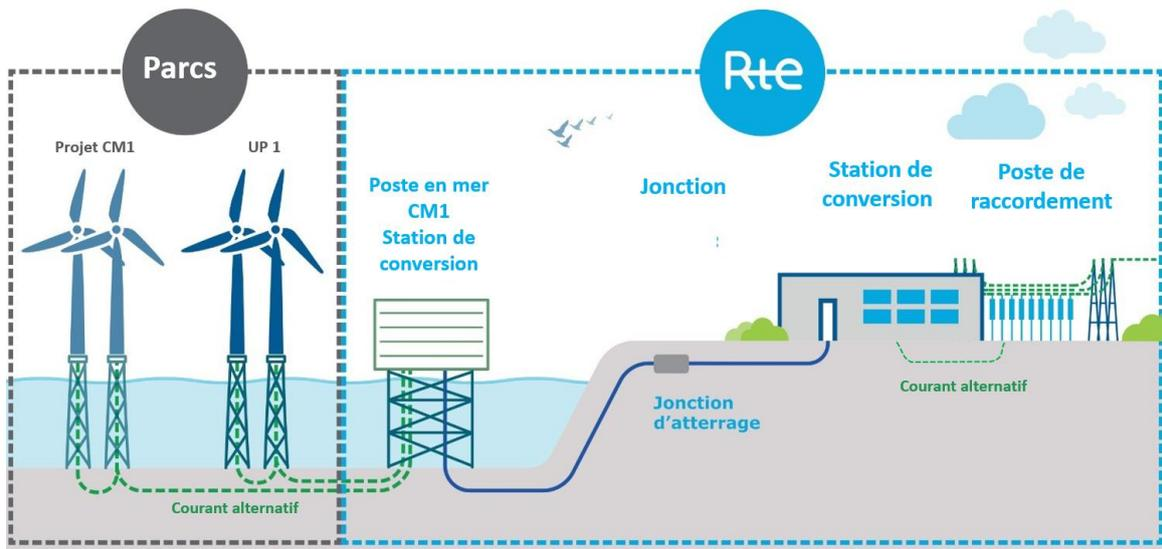 Parcs
Rte
Projet CM1
UP 1
Poste en mer
CM1
Station de
conversion
Jonction
Station de
conversion
Poste de
raccordement
Jonction
d'atterrage
Courant alternatif
Courant alternatif